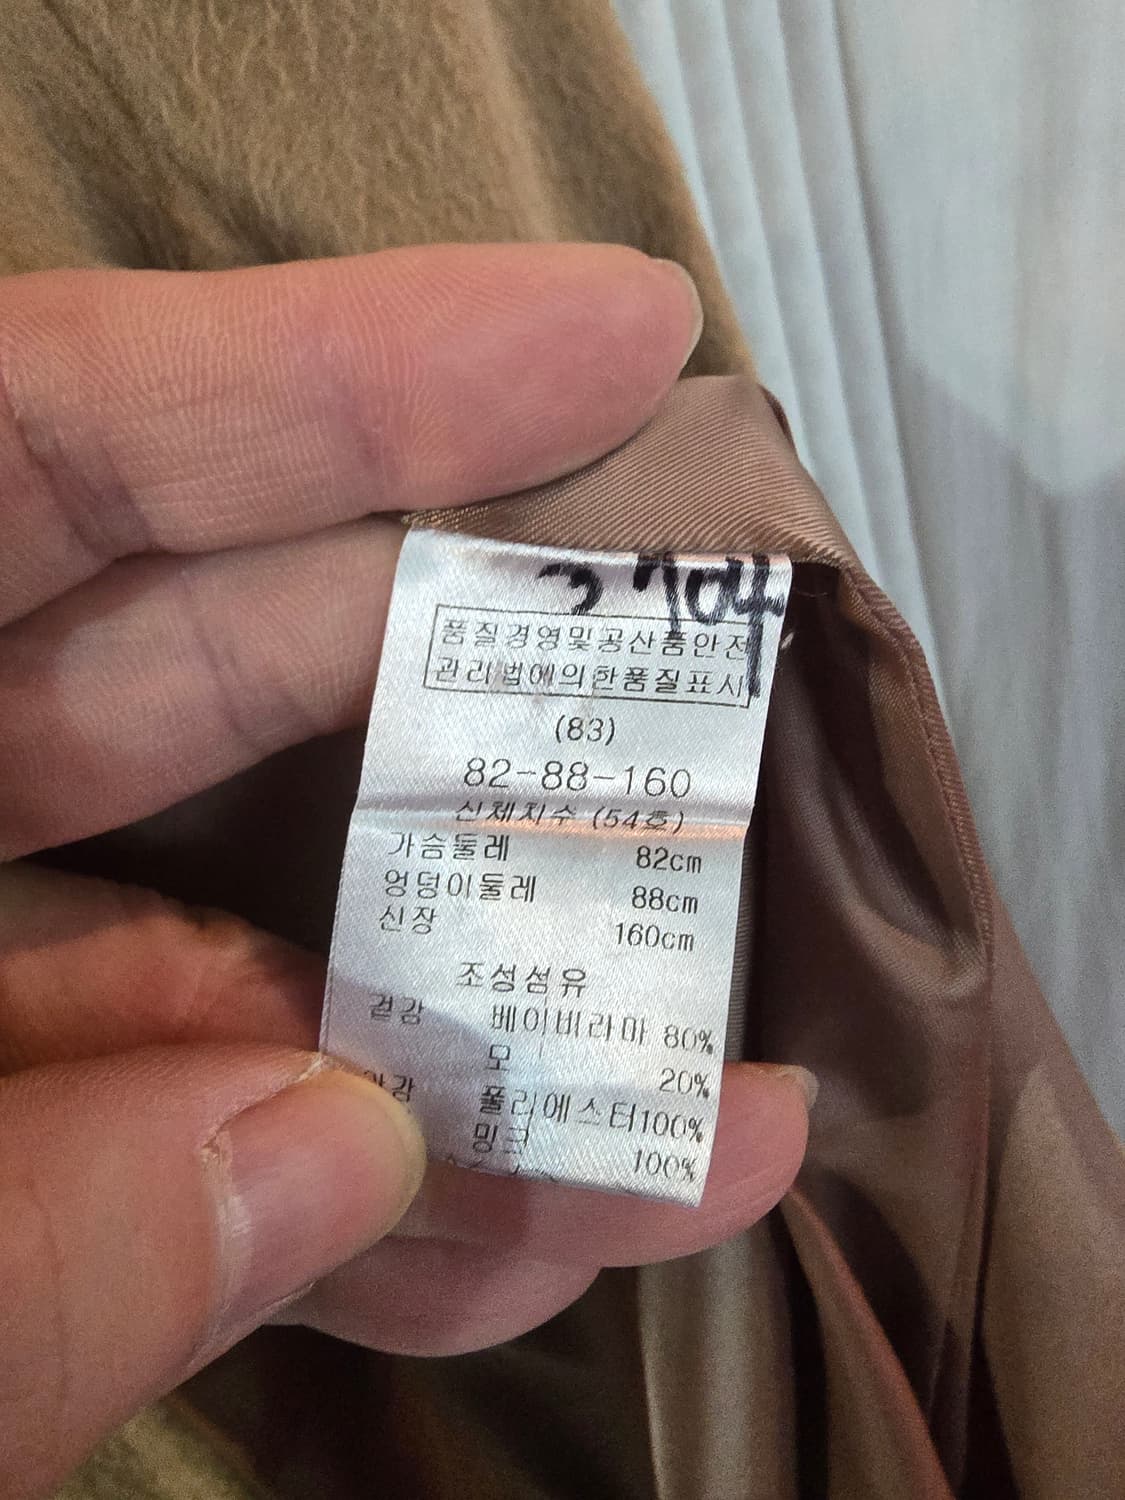 품질경영및공산품안전
관리법에의한품질표시
(83)
82-88-160
신체치수 (54호)
가슴둘레 82cm
엉덩이둘레 88cm
신장 160cm
조성섬유
겉감 베이비라마 80%
모 20%
안감 폴리에스터100%
밍크 100%